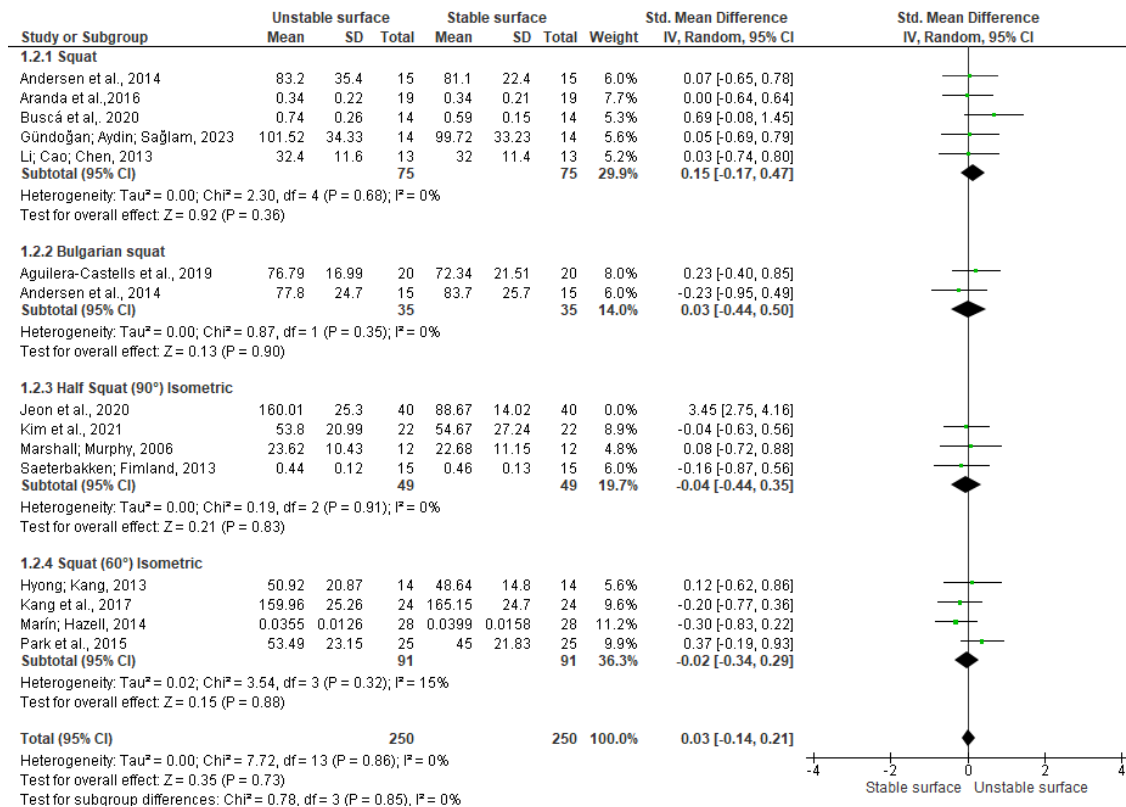 Unstable surface Stable surface Std. Mean Difference Std. Mean Difference
Study or Subgroup Mean SD Total Mean SD Total Weight IV, Random, 95% CI IV, Random, 95% CI
1.2.1 Squat
Andersen et al., 2014 83.2 35.4 15 81.1 22.4 15 6.0% 0.07 [-0.65, 0.78]
Aranda et al.,2016 0.34 0.22 19 0.34 0.21 19 7.7% 0.00 [-0.64, 0.64]
Buscá et al,. 2020 0.74 0.26 14 0.59 0.15 14 5.3% 0.69 [-0.08, 1.45]
Gündoğan; Aydin; Sağlam, 2023 101.52 34.33 14 99.72 33.23 14 5.6% 0.05 [-0.69, 0.79]
Li; Cao; Chen, 2013 32.4 11.6 13 32 11.4 13 5.2% 0.03 [-0.74, 0.80]
Subtotal (95% CI) 75 75 29.9% 0.15 [-0.17, 0.47]
Heterogeneity: Tau² = 0.00; Chi² = 2.30, df = 4 (P = 0.68); I² = 0%
Test for overall effect: Z = 0.92 (P = 0.36)
1.2.2 Bulgarian squat
Aguilera-Castells et al., 2019 76.79 16.99 20 72.34 21.51 20 8.0% 0.23 [-0.40, 0.85]
Andersen et al., 2014 77.8 24.7 15 83.7 25.7 15 6.0% -0.23 [-0.95, 0.49]
Subtotal (95% CI) 35 35 14.0% 0.03 [-0.44, 0.50]
Heterogeneity: Tau² = 0.00; Chi² = 0.87, df = 1 (P = 0.35); I² = 0%
Test for overall effect: Z = 0.13 (P = 0.90)
1.2.3 Half Squat (90°) Isometric
Jeon et al., 2020 160.01 25.3 40 88.67 14.02 40 0.0% 3.45 [2.75, 4.16]
Kim et al., 2021 53.8 20.99 22 54.67 27.24 22 8.9% -0.04 [-0.63, 0.56]
Marshall; Murphy, 2006 23.62 10.43 12 22.68 11.15 12 4.8% 0.08 [-0.72, 0.88]
Saeterbakken; Fimland, 2013 0.44 0.12 15 0.46 0.13 15 6.0% -0.16 [-0.87, 0.56]
Subtotal (95% CI) 49 49 19.7% -0.04 [-0.44, 0.35]
Heterogeneity: Tau² = 0.00; Chi² = 0.19, df = 2 (P = 0.91); I² = 0%
Test for overall effect: Z = 0.21 (P = 0.83)
1.2.4 Squat (60°) Isometric
Hyong; Kang, 2013 50.92 20.87 14 48.64 14.8 14 5.6% 0.12 [-0.62, 0.86]
Kang et al., 2017 159.96 25.26 24 165.15 24.7 24 9.6% -0.20 [-0.77, 0.36]
Marín; Hazell, 2014 0.0355 0.0126 28 0.0399 0.0158 28 11.2% -0.30 [-0.83, 0.22]
Park et al., 2015 53.49 23.15 25 45 21.83 25 9.9% 0.37 [-0.19, 0.93]
Subtotal (95% CI) 91 91 36.3% -0.02 [-0.34, 0.29]
Heterogeneity: Tau² = 0.02; Chi² = 3.54, df = 3 (P = 0.32); I² = 15%
Test for overall effect: Z = 0.15 (P = 0.88)
Total (95% CI) 250 250 100.0% 0.03 [-0.14, 0.21]
Heterogeneity: Tau² = 0.00; Chi² = 7.72, df = 13 (P = 0.86); I² = 0%
Test for overall effect: Z = 0.35 (P = 0.73)
Test for subgroup differences: Chi² = 0.78, df = 3 (P = 0.85), I² = 0%
-4 -2 0 2 4
Stable surface Unstable surface